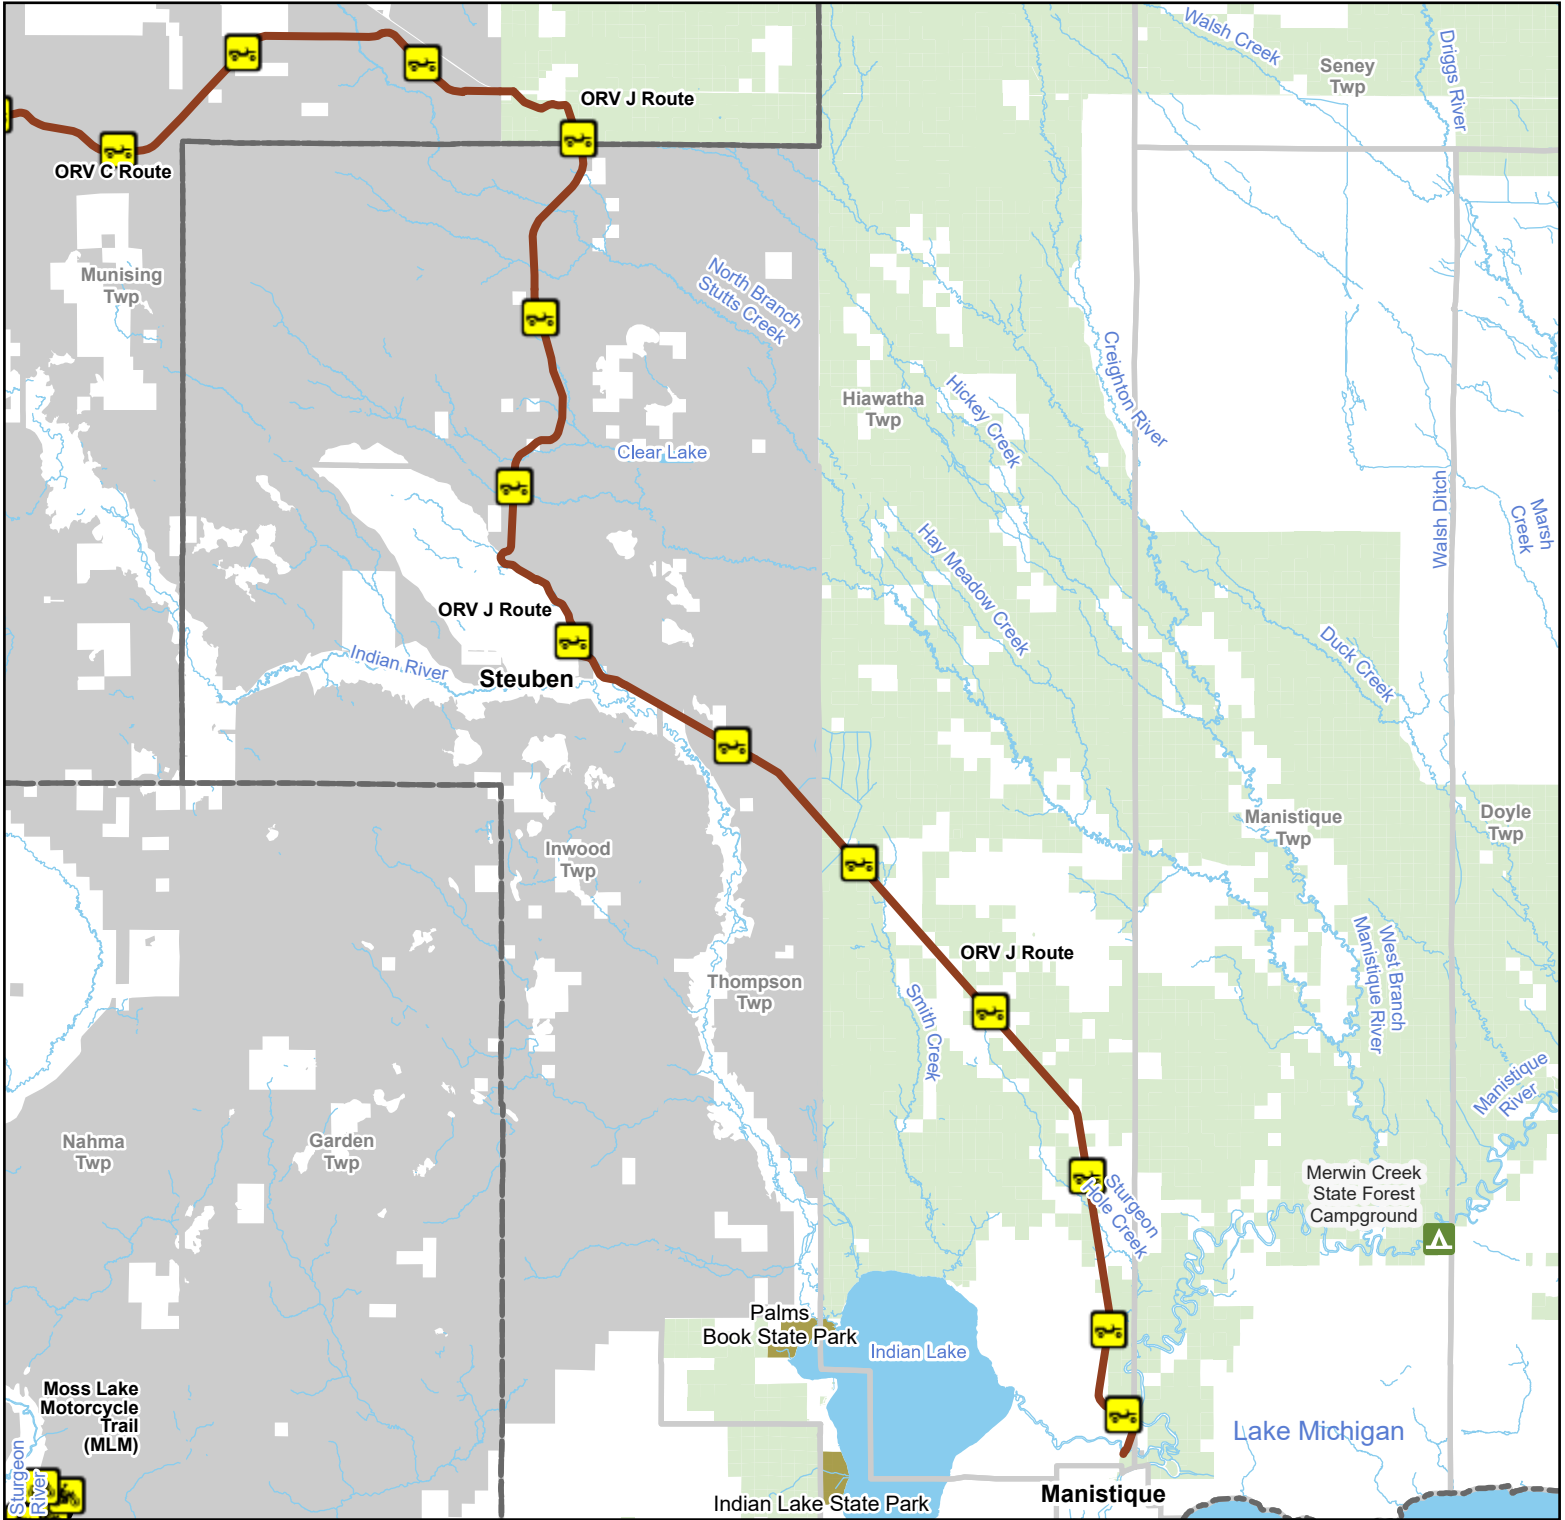 Walsh Creek
Driggs River
Seney
Twp
ORV J Route
ORV C Route
Munising
Twp
North Branch
Stutts Creek
Creighton River
Hickey Creek
Hiawatha
Twp
Clear Lake
Walsh Ditch
Marsh
Creek
Hay Meadow Creek
ORV J Route
Indian River
Steuben
Duck Creek
Manistique
Twp
Doyle
Twp
Inwood
Twp
ORV J Route
Thompson
Twp
Smith Creek
West Branch
Manistique River
Manistique
River
Nahma
Twp
Garden
Twp
Sturgeon
Hole Creek
Merwin Creek
State Forest
Campground
Palms
Book State Park
Indian Lake
Moss Lake
Motorcycle
Trail
(MLM)
Lake Michigan
Sturgeon
River
Indian Lake State Park
Manistique